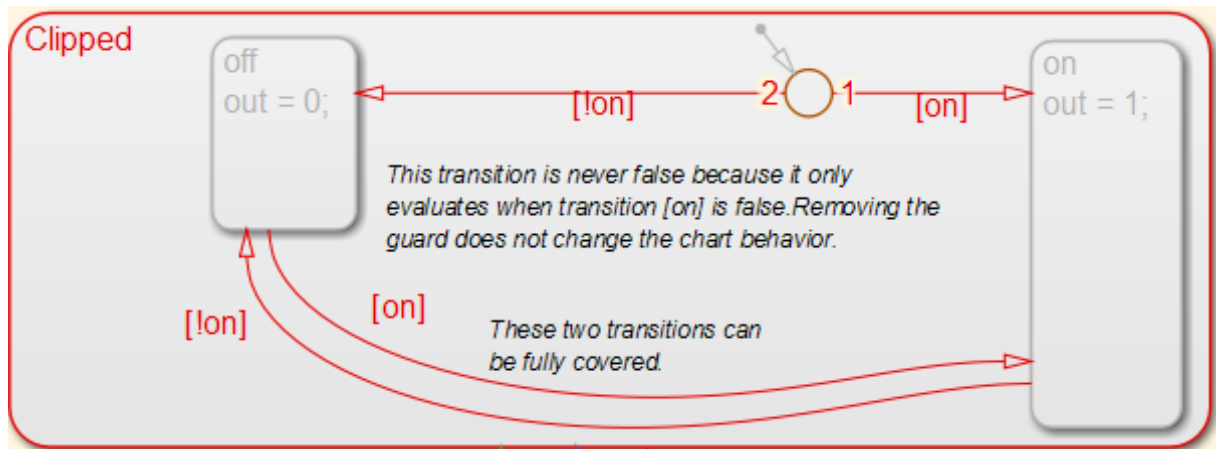 Clipped
off
out = 0;
[!on]
2
1
[on]
on
out = 1;
This transition is never false because it only
evaluates when transition [on] is false.Removing the
guard does not change the chart behavior.
[!on]
[on]
These two transitions can
be fully covered.